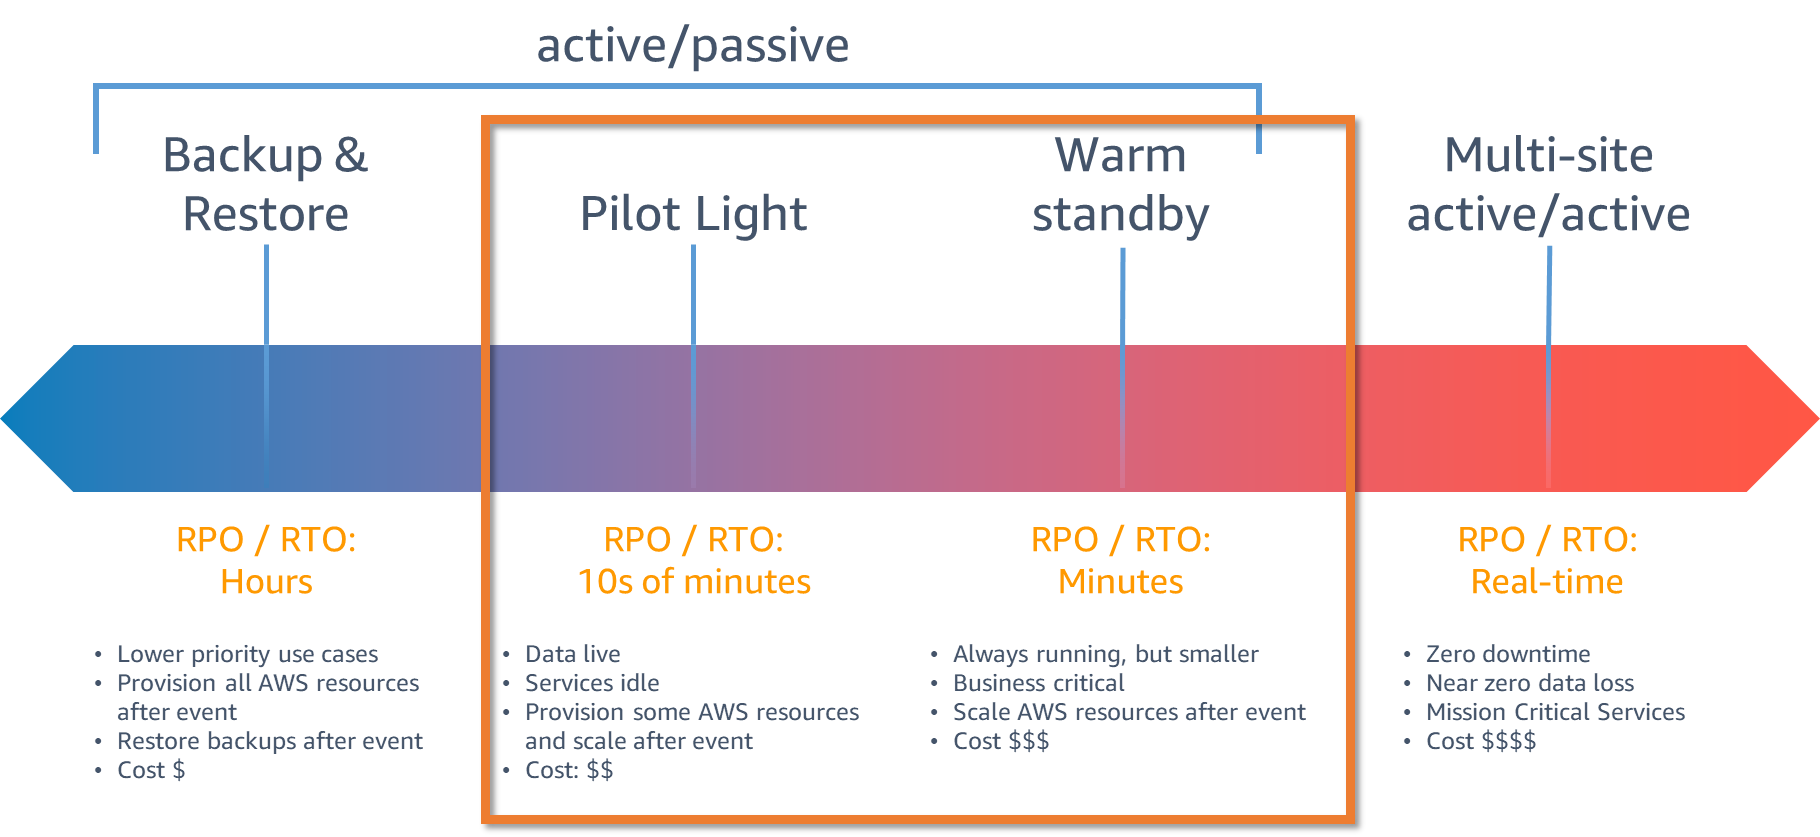 active/passive
Backup &
Restore
Pilot Light
Warm
standby
Multi-site
active/active
RPO / RTO:
Hours
RPO / RTO:
10s of minutes
RPO / RTO:
Minutes
RPO / RTO:
Real-time
• Lower priority use cases
• Provision all AWS resources
after event
• Restore backups after event
• Cost $
• Data live
• Services idle
• Provision some AWS resources
and scale after event
• Cost: $$
• Always running, but smaller
• Business critical
• Scale AWS resources after event
• Cost $$$
• Zero downtime
• Near zero data loss
• Mission Critical Services
• Cost $$$$